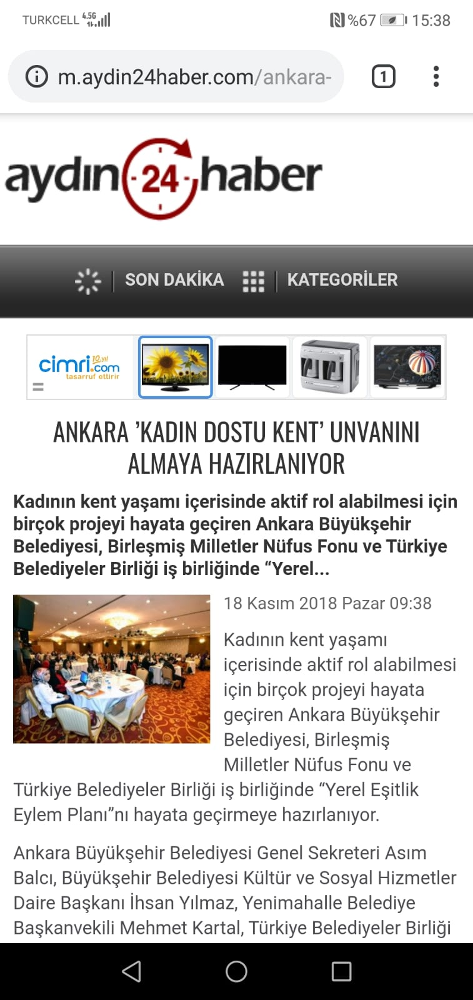 TURKCELL 4.5G %67 15:38
m.aydin24haber.com/ankara-
1
aydın 24 haber
SON DAKİKA KATEGORİLER
cimri.com
10.yıl
tasarruf ettirir
ANKARA ’KADIN DOSTU KENT’ UNVANINI
ALMAYA HAZIRLANIYOR
Kadının kent yaşamı içerisinde aktif rol alabilmesi için
birçok projeyi hayata geçiren Ankara Büyükşehir
Belediyesi, Birleşmiş Milletler Nüfus Fonu ve Türkiye
Belediyeler Birliği iş birliğinde “Yerel...
18 Kasım 2018 Pazar 09:38
Kadının kent yaşamı
içerisinde aktif rol alabilmesi
için birçok projeyi hayata
geçiren Ankara Büyükşehir
Belediyesi, Birleşmiş
Milletler Nüfus Fonu ve
Türkiye Belediyeler Birliği iş birliğinde “Yerel Eşitlik
Eylem Planı”nı hayata geçirmeye hazırlanıyor.
Ankara Büyükşehir Belediyesi Genel Sekreteri Asım
Balcı, Büyükşehir Belediyesi Kültür ve Sosyal Hizmetler
Daire Başkanı İhsan Yılmaz, Yenimahalle Belediye
Başkanvekili Mehmet Kartal, Türkiye Belediyeler Birliği